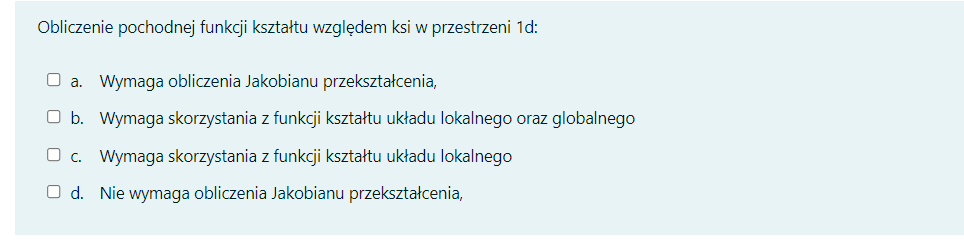 Obliczenie pochodnej funkcji kształtu względem ksi w przestrzeni 1d:
a. Wymaga obliczenia Jakobianu przekształcenia,
b. Wymaga skorzystania z funkcji kształtu układu lokalnego oraz globalnego
c. Wymaga skorzystania z funkcji kształtu układu lokalnego
d. Nie wymaga obliczenia Jakobianu przekształcenia,